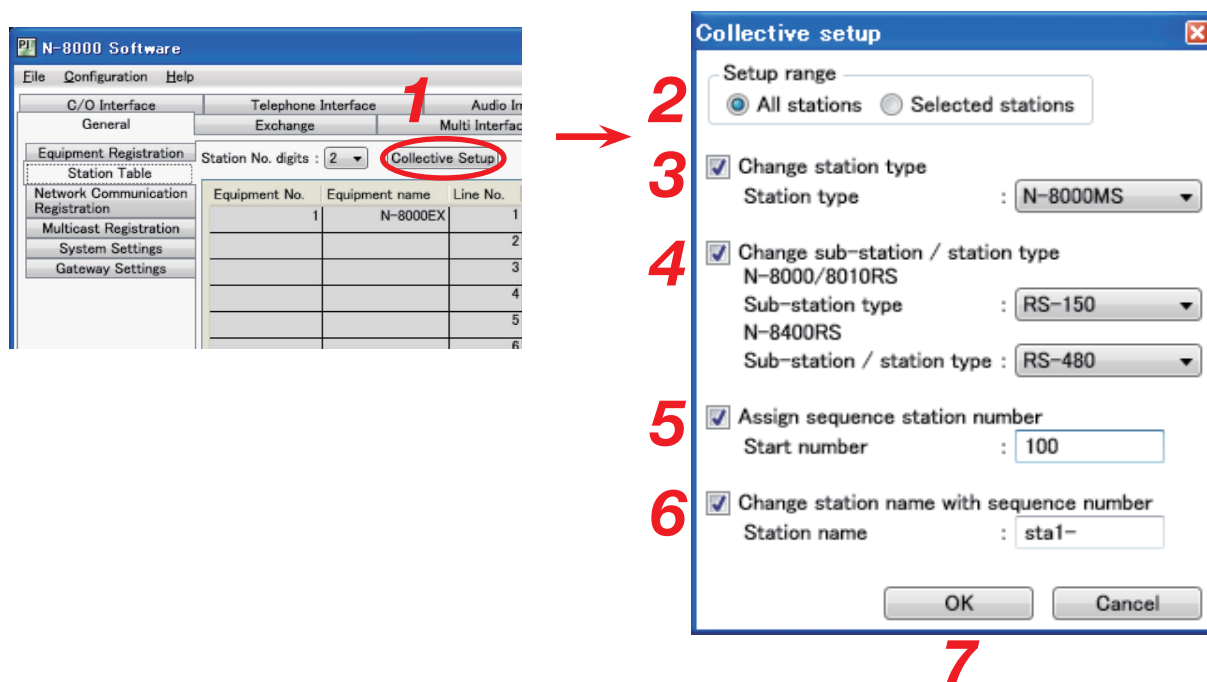 N-8000 Software
File Configuration Help
C/O Interface Telephone Interface Audio In
General Exchange Multi Interfac
1
Equipment Registration
Station Table
Network Communication
Registration
Multicast Registration
System Settings
Gateway Settings
Station No. digits : 2 Collective Setup
Equipment No. Equipment name Line No.
1 N-8000EX 1
2
3
4
5
6
Collective setup
2
Setup range
All stations Selected stations
3
Change station type
Station type : N-8000MS
4
Change sub-station / station type
N-8000/8010RS
Sub-station type : RS-150
N-8400RS
Sub-station / station type : RS-480
5
Assign sequence station number
Start number : 100
6
Change station name with sequence number
Station name : sta1-
OK Cancel
7